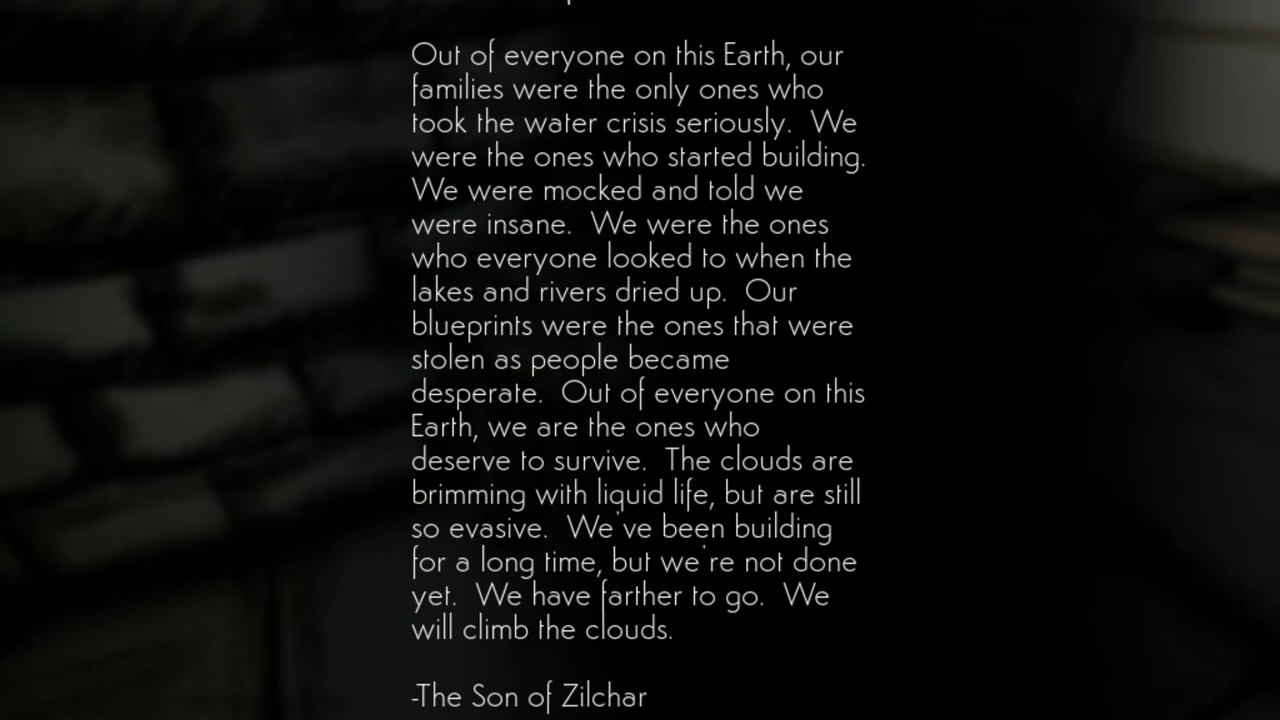 Out of everyone on this Earth, our
families were the only ones who
took the water crisis seriously.  We
were the ones who started building.
We were mocked and told we
were insane.  We were the ones
who everyone looked to when the
lakes and rivers dried up.  Our
blueprints were the ones that were
stolen as people became
desperate.  Out of everyone on this
Earth, we are the ones who
deserve to survive.  The clouds are
brimming with liquid life, but are still
so evasive.  We've been building
for a long time, but we're not done
yet.  We have farther to go.  We
will climb the clouds.
-The Son of Zilchar